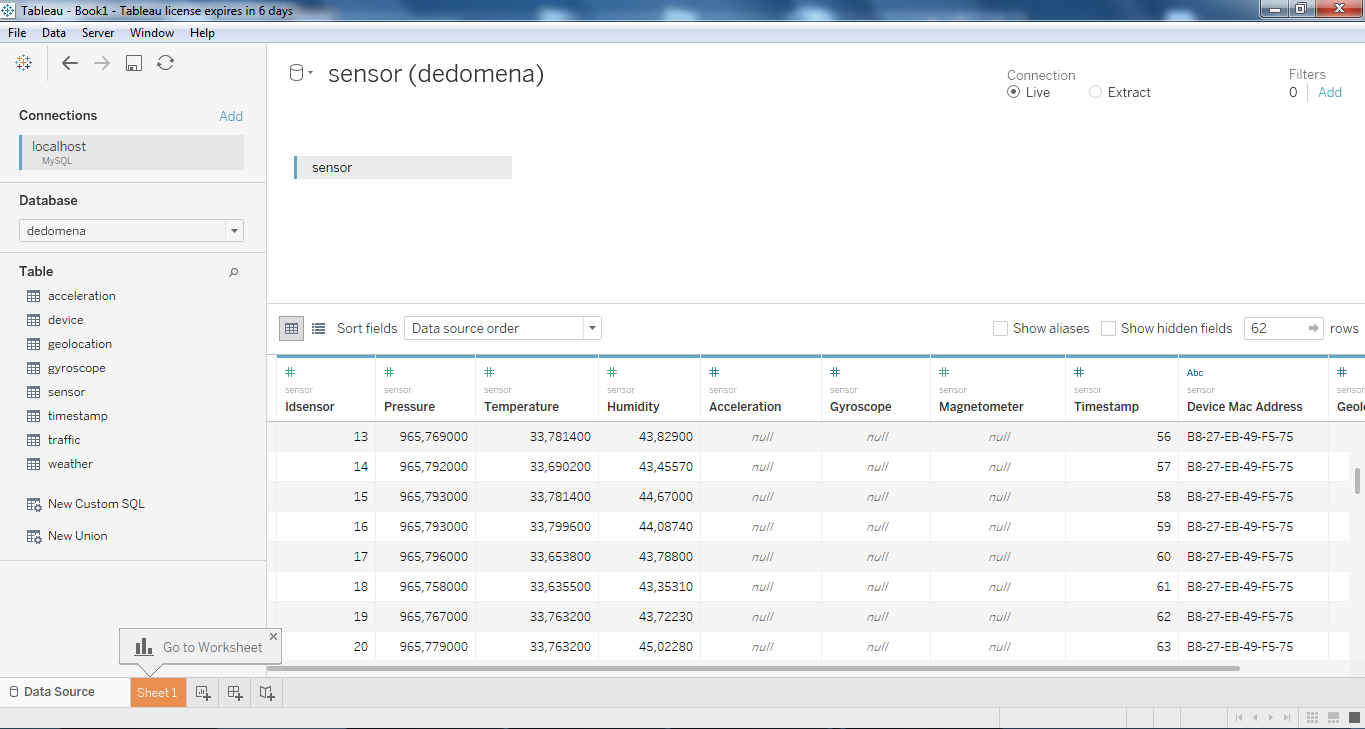 Tableau - Book1 - Tableau license expires in 6 days
File Data Server Window Help
sensor (dedomena)
Connection
Live Extract
Filters
0 Add
Connections Add
localhost
MySQL
Database
dedomena
Table
acceleration
device
geolocation
gyroscope
sensor
timestamp
traffic
weather
New Custom SQL
New Union
sensor
Sort fields Data source order Show aliases Show hidden fields 62 rows
# # # # # # # # Abc #
sensor sensor sensor sensor sensor sensor sensor sensor sensor sensor
Idsensor Pressure Temperature Humidity Acceleration Gyroscope Magnetometer Timestamp Device Mac Address Geol
13 965,769000 33,781400 43,82900 null null null 56 B8-27-EB-49-F5-75
14 965,792000 33,690200 43,45570 null null null 57 B8-27-EB-49-F5-75
15 965,793000 33,781400 44,67000 null null null 58 B8-27-EB-49-F5-75
16 965,793000 33,799600 44,08740 null null null 59 B8-27-EB-49-F5-75
17 965,796000 33,653800 43,78800 null null null 60 B8-27-EB-49-F5-75
18 965,758000 33,635500 43,35310 null null null 61 B8-27-EB-49-F5-75
19 965,767000 33,763200 43,72230 null null null 62 B8-27-EB-49-F5-75
20 965,779000 33,763200 45,02280 null null null 63 B8-27-EB-49-F5-75
Go to Worksheet
Data Source Sheet 1